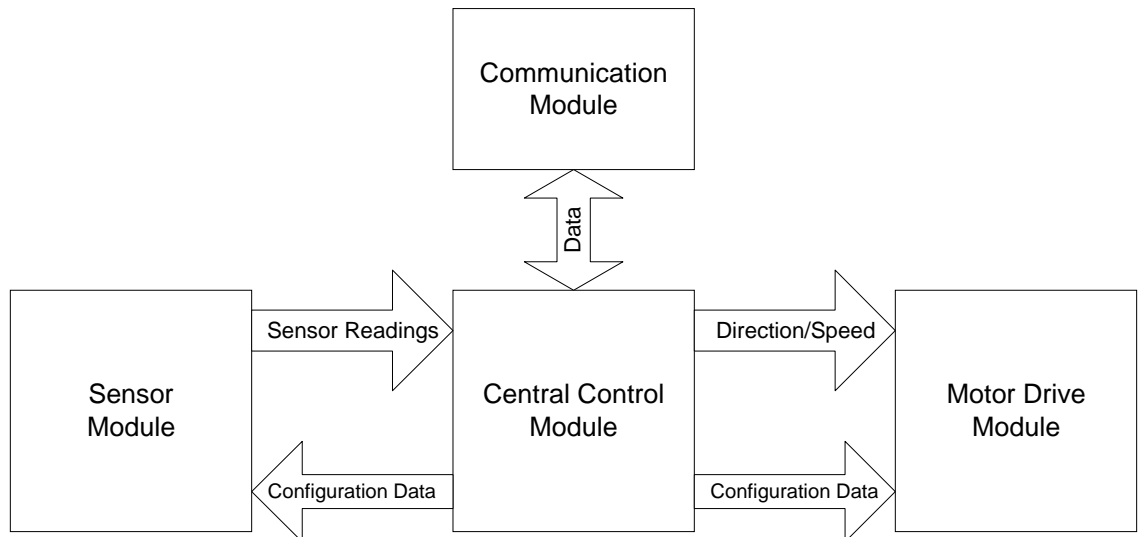 Communication
Module
Data
Sensor Readings
Direction/Speed
Sensor
Module
Central Control
Module
Motor Drive
Module
Configuration Data
Configuration Data